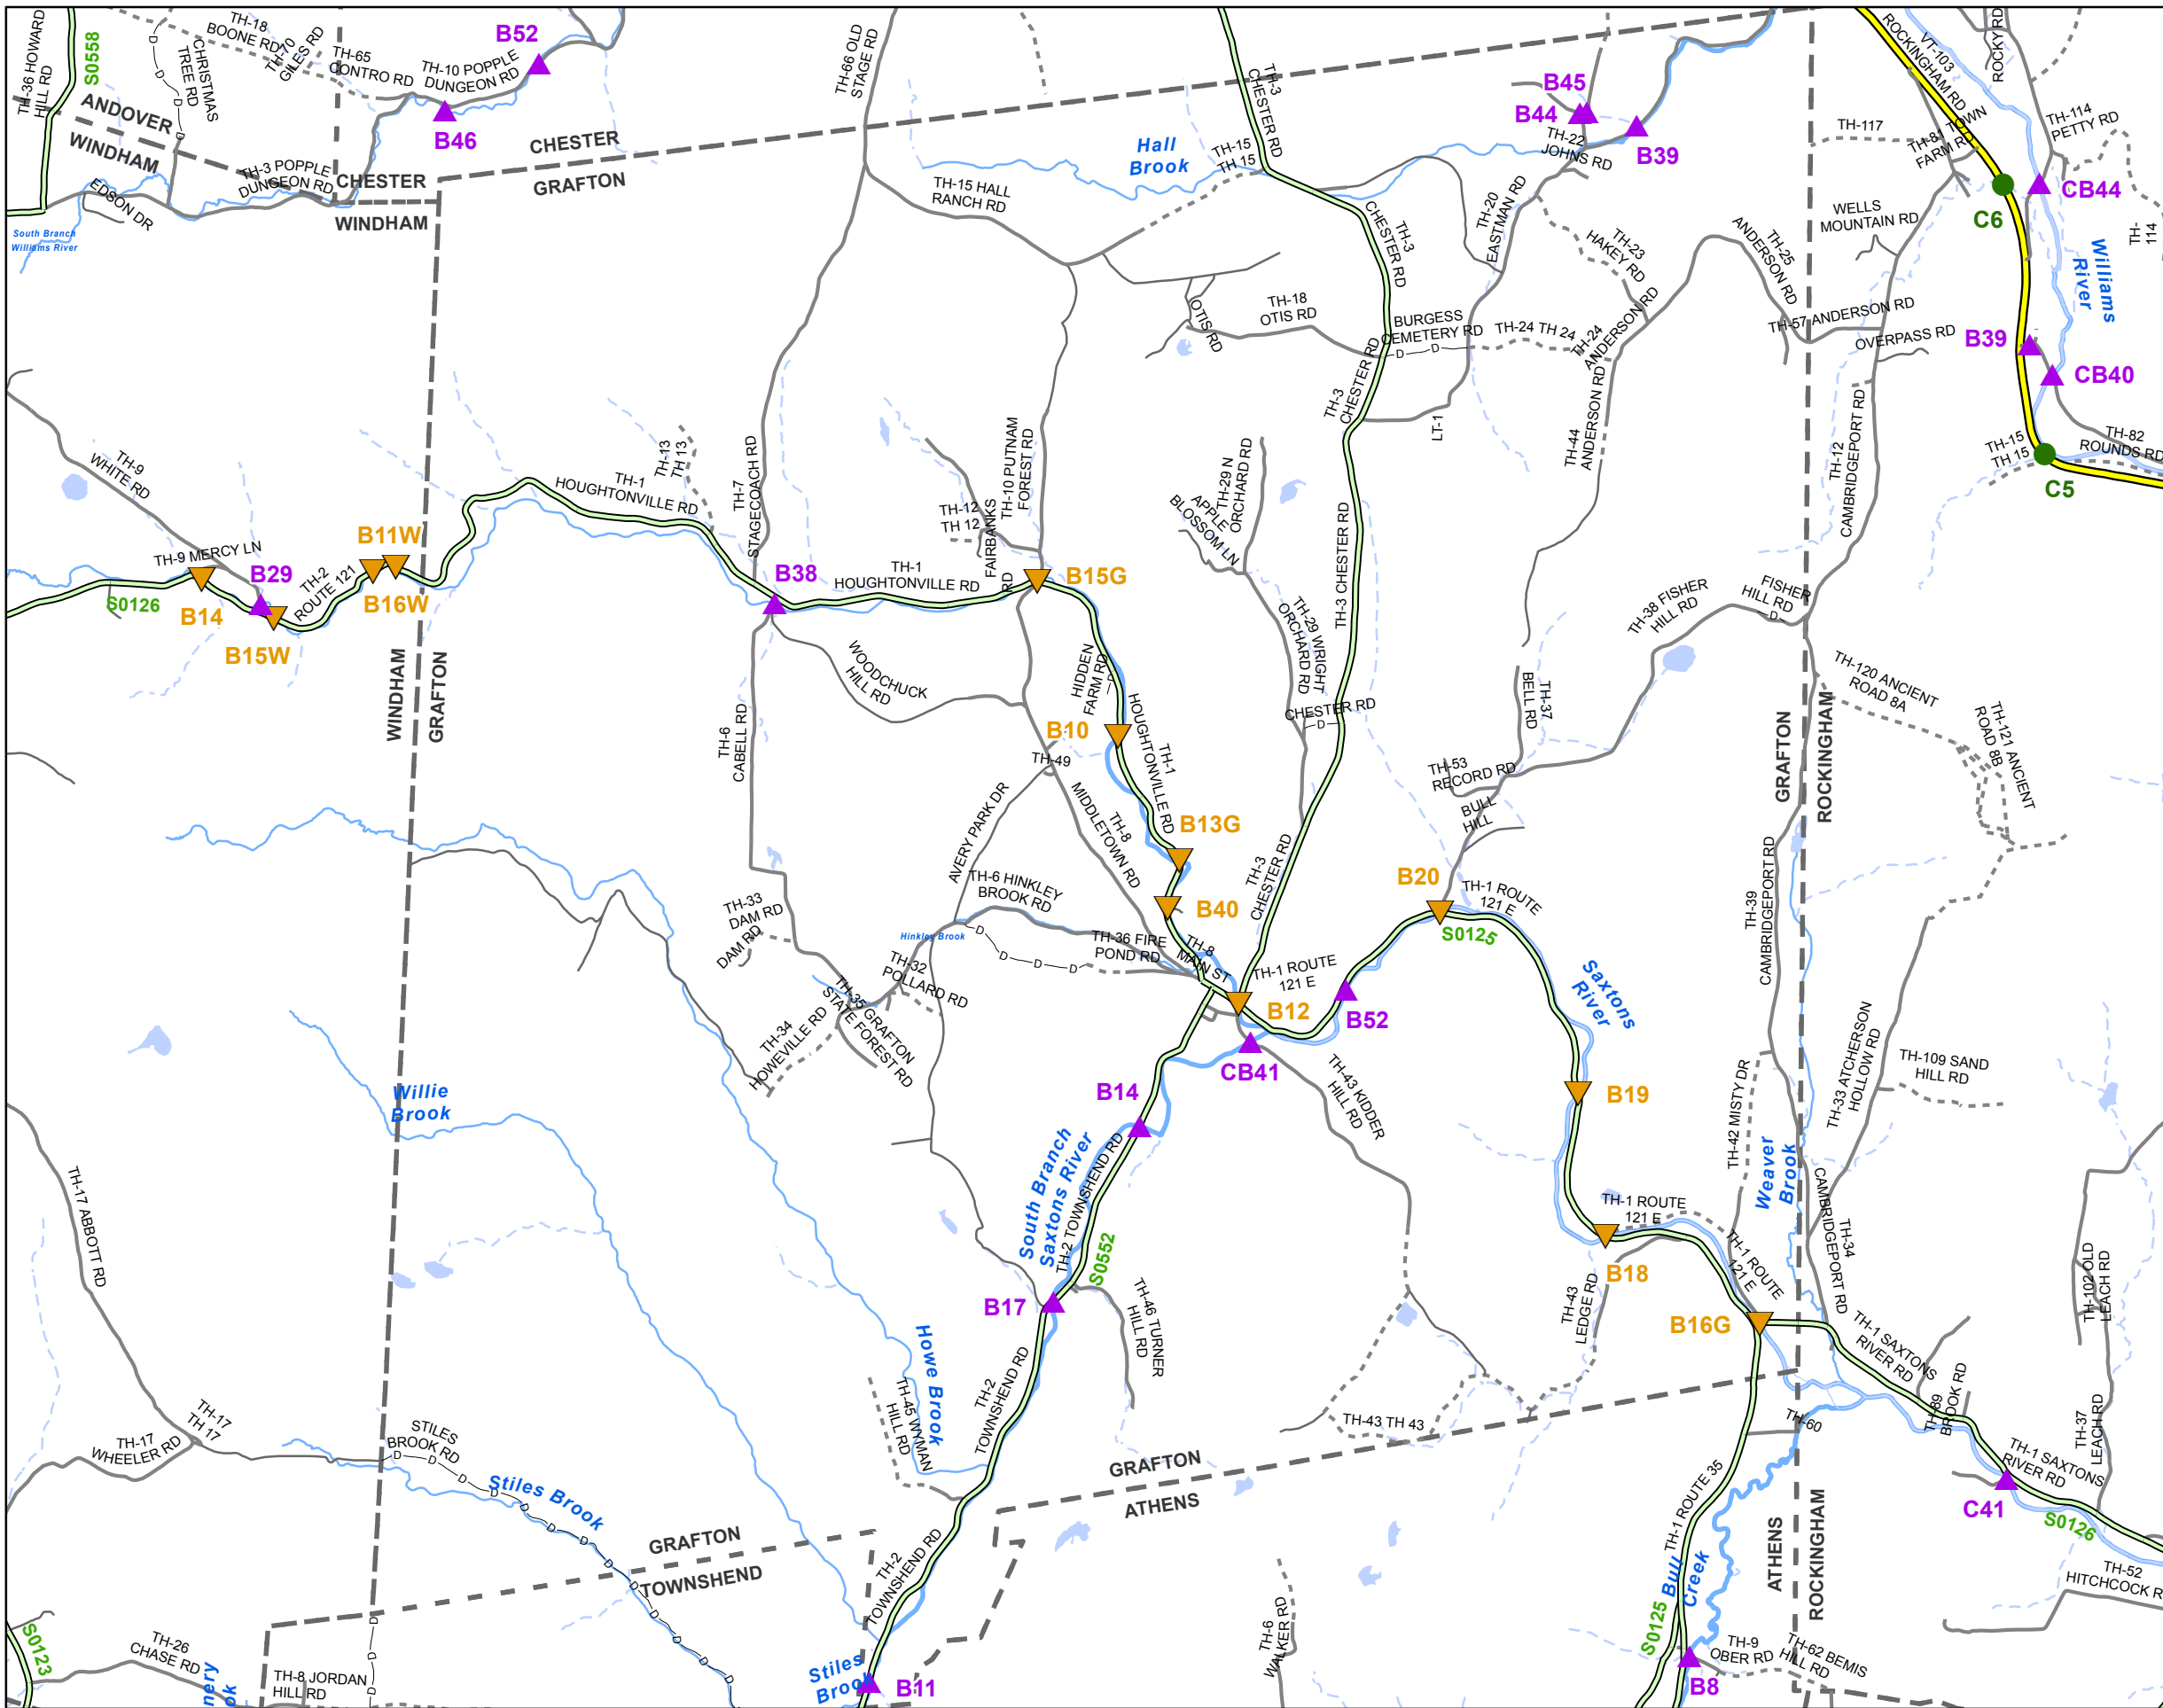 TH-36 HOWARD
HILL RD
S0558
TH-18
BOONE RD
TH-70
GILES RD
TH-65
CONTRO RD
CHRISTMAS
TREE RD
TH-10 POPPLE
DUNGEON RD
B52
B46
ANDOVER
WINDHAM
TH-3 POPPLE
DUNGEON RD
EDSON DR
CHESTER
WINDHAM
South Branch
Williams River
CHESTER
GRAFTON
TH-66 OLD
STAGE RD
TH-15 HALL
RANCH RD
Hall
Brook
TH-15
TH 15
TH-3
CHESTER RD
TH-3
CHESTER RD
B45
B44
B39
TH-22
JOHNS RD
TH-20
EASTMAN RD
TH-23
HAKEY RD
TH-25
ANDERSON RD
VT-103
ROCKINGHAM RD
ROCKY RD
TH-117
TH-81 TOWN
FARM RD
TH-114
PETTY RD
C6
CB44
TH-
114
WELLS
MOUNTAIN RD
Williams
River
TH-57 ANDERSON RD
OVERPASS RD
B39
CB40
TH-15
TH 15
TH-82
ROUNDS RD
C5
OTIS RD
TH-18
OTIS RD
BURGESS
CEMETERY RD
TH-24 TH 24
TH-24
ANDERSON RD
TH-3
CHESTER RD
LT-1
TH-44
ANDERSON RD
TH-12
CAMBRIDGEPORT RD
TH-9
WHITE RD
TH-9 MERCY LN
S0126
B14
B29
B15W
TH-2
ROUTE 121
B11W
B16W
TH-1
HOUGHTONVILLE RD
TH-13
TH 13
TH-7
STAGECOACH RD
B38
TH-1
HOUGHTONVILLE RD
TH-12
TH 12
FAIRBANKS
RD
TH-10 PUTNAM
FOREST RD
B15G
APPLE
BLOSSOM LN
TH-29 N
ORCHARD RD
TH-3 CHESTER RD
TH-29 WRIGHT
ORCHARD RD
CHESTER RD
TH-38 FISHER
HILL RD
FISHER
HILL RD
WINDHAM
GRAFTON
WOODCHUCK
HILL RD
HIDDEN
FARM RD
B10
TH-1
HOUGHTONVILLE RD
TH-49
TH-6
CABELL RD
TH-37
BELL RD
TH-53
RECORD RD
BULL
HILL
GRAFTON
ROCKINGHAM
TH-120 ANCIENT
ROAD 8A
TH-121 ANCIENT
ROAD 8B
AVERY PARK DR
TH-8
MIDDLETOWN RD
B13G
B40
TH-3
CHESTER RD
TH-6 HINKLEY
BROOK RD
Hinkley Brook
TH-33
DAM RD
DAM RD
TH-32
POLLARD RD
TH-36 FIRE
POND RD
TH-8
MAIN ST
TH-1 ROUTE
121 E
B12
B52
CB41
B20
TH-1 ROUTE
121 E
S0125
Saxtons
River
TH-39
CAMBRIDGEPORT RD
TH-35 GRAFTON
STATE FOREST RD
TH-34
HOWEVILLE RD
Willie
Brook
B14
TH-43 KIDDER
HILL RD
B19
TH-42 MISTY DR
TH-33 ATCHERSON
HOLLOW RD
TH-109 SAND
HILL RD
Weaver
Brook
South Branch
Saxtons River
TH-2 TOWNSHEND RD
S0552
B17
TH-46 TURNER
HILL RD
TH-1 ROUTE
121 E
B18
TH-43
LEDGE RD
TH-1 ROUTE
121 E
B16G
TH-34
CAMBRIDGEPORT RD
TH-1 SAXTONS
RIVER RD
TH-102 OLD
LEACH RD
TH-17 ABBOTT RD
Howe Brook
TH-45 WYMAN
HILL RD
TH-2
TOWNSHEND RD
TH-43 TH 43
TH-60
TH-89
BROOK RD
TH-37
LEACH RD
TH-17
WHEELER RD
TH-17
TH 17
STILES
BROOK RD
Stiles Brook
GRAFTON
ATHENS
TH-1 SAXTONS
RIVER RD
C41
S0126
TH-1 ROUTE 35
GRAFTON
TOWNSHEND
TH-2
TOWNSHEND RD
Bull
Creek
ATHENS
ROCKINGHAM
TH-52
HITCHCOCK R
S0123
TH-26
CHASE RD
nery
ok
TH-8 JORDAN
HILL RD
Stiles
Brook
B11
TH-6
WALKER RD
S0125
TH-9
OBER RD
TH-62 BEMIS
HILL RD
B8